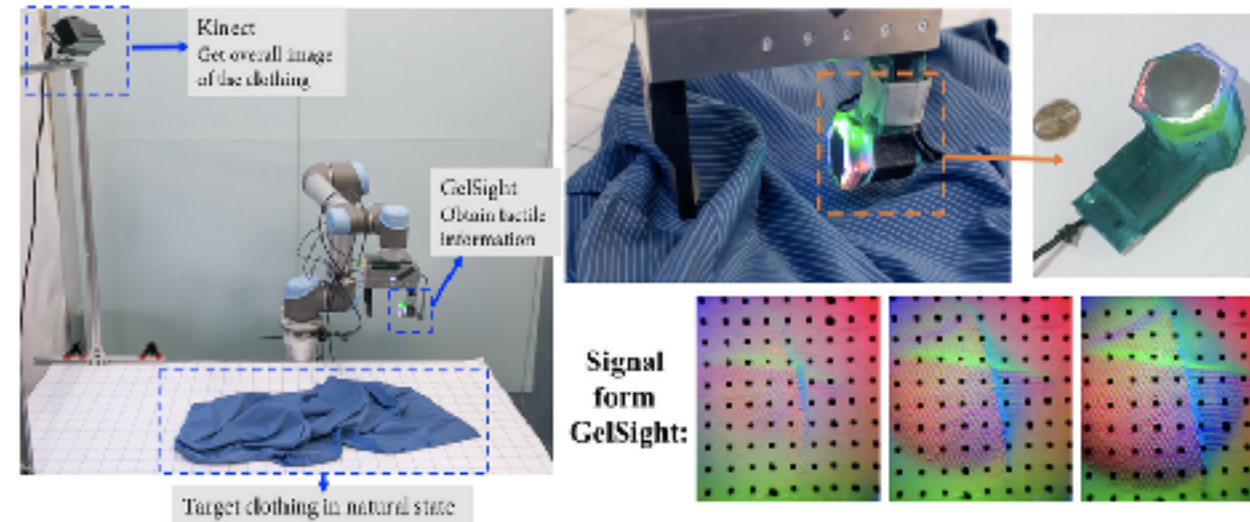 Kinect
Get overall image
of the clothing
GelSight
Obtain tactile
information
Target clothing in natural state
Signal
form
GelSight: